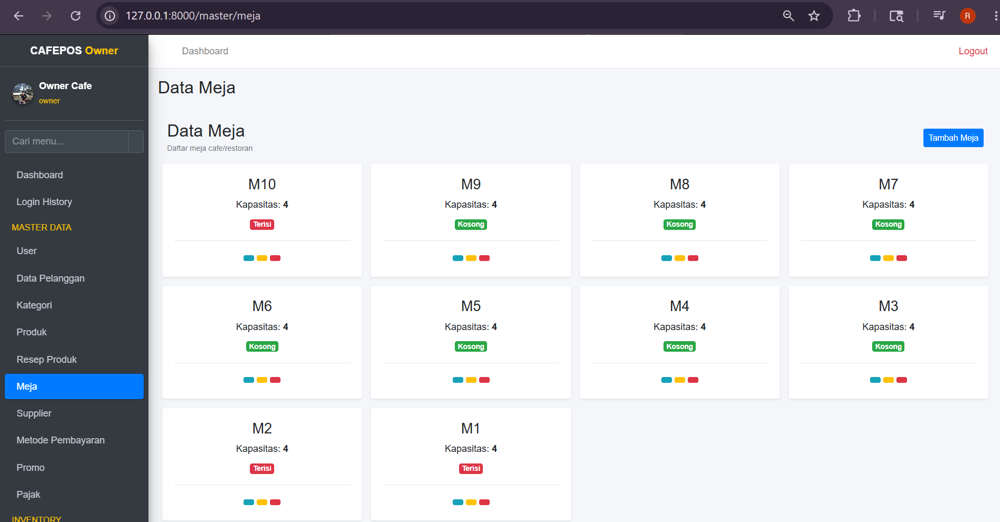 127.0.0.1:8000/master/meja
R
CAFEPOS Owner
Dashboard
Logout
Owner Cafe
owner
Cari menu...
Dashboard
Login History
MASTER DATA
User
Data Pelanggan
Kategori
Produk
Resep Produk
Meja
Supplier
Metode Pembayaran
Promo
Pajak
INVENTORY
Data Meja
Data Meja
Daftar meja cafe/restoran
Tambah Meja
M10
Kapasitas: 4
Terisi
M9
Kapasitas: 4
Kosong
M8
Kapasitas: 4
Kosong
M7
Kapasitas: 4
Kosong
M6
Kapasitas: 4
Kosong
M5
Kapasitas: 4
Kosong
M4
Kapasitas: 4
Kosong
M3
Kapasitas: 4
Kosong
M2
Kapasitas: 4
Terisi
M1
Kapasitas: 4
Terisi